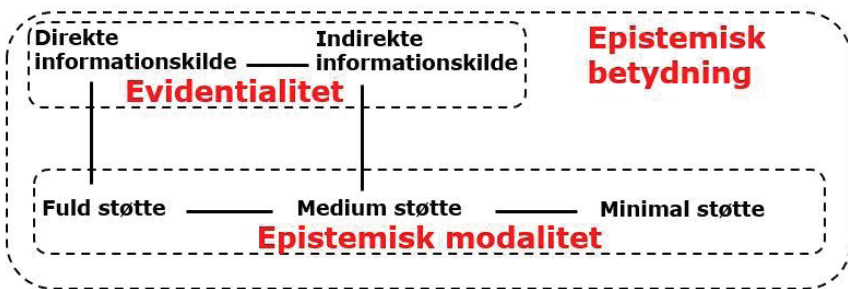 Direkte
informationskilde
Indirekte
informationskilde
Evidentialitet
Epistemisk
betydning
Fuld støtte
Medium støtte
Minimal støtte
Epistemisk modalitet